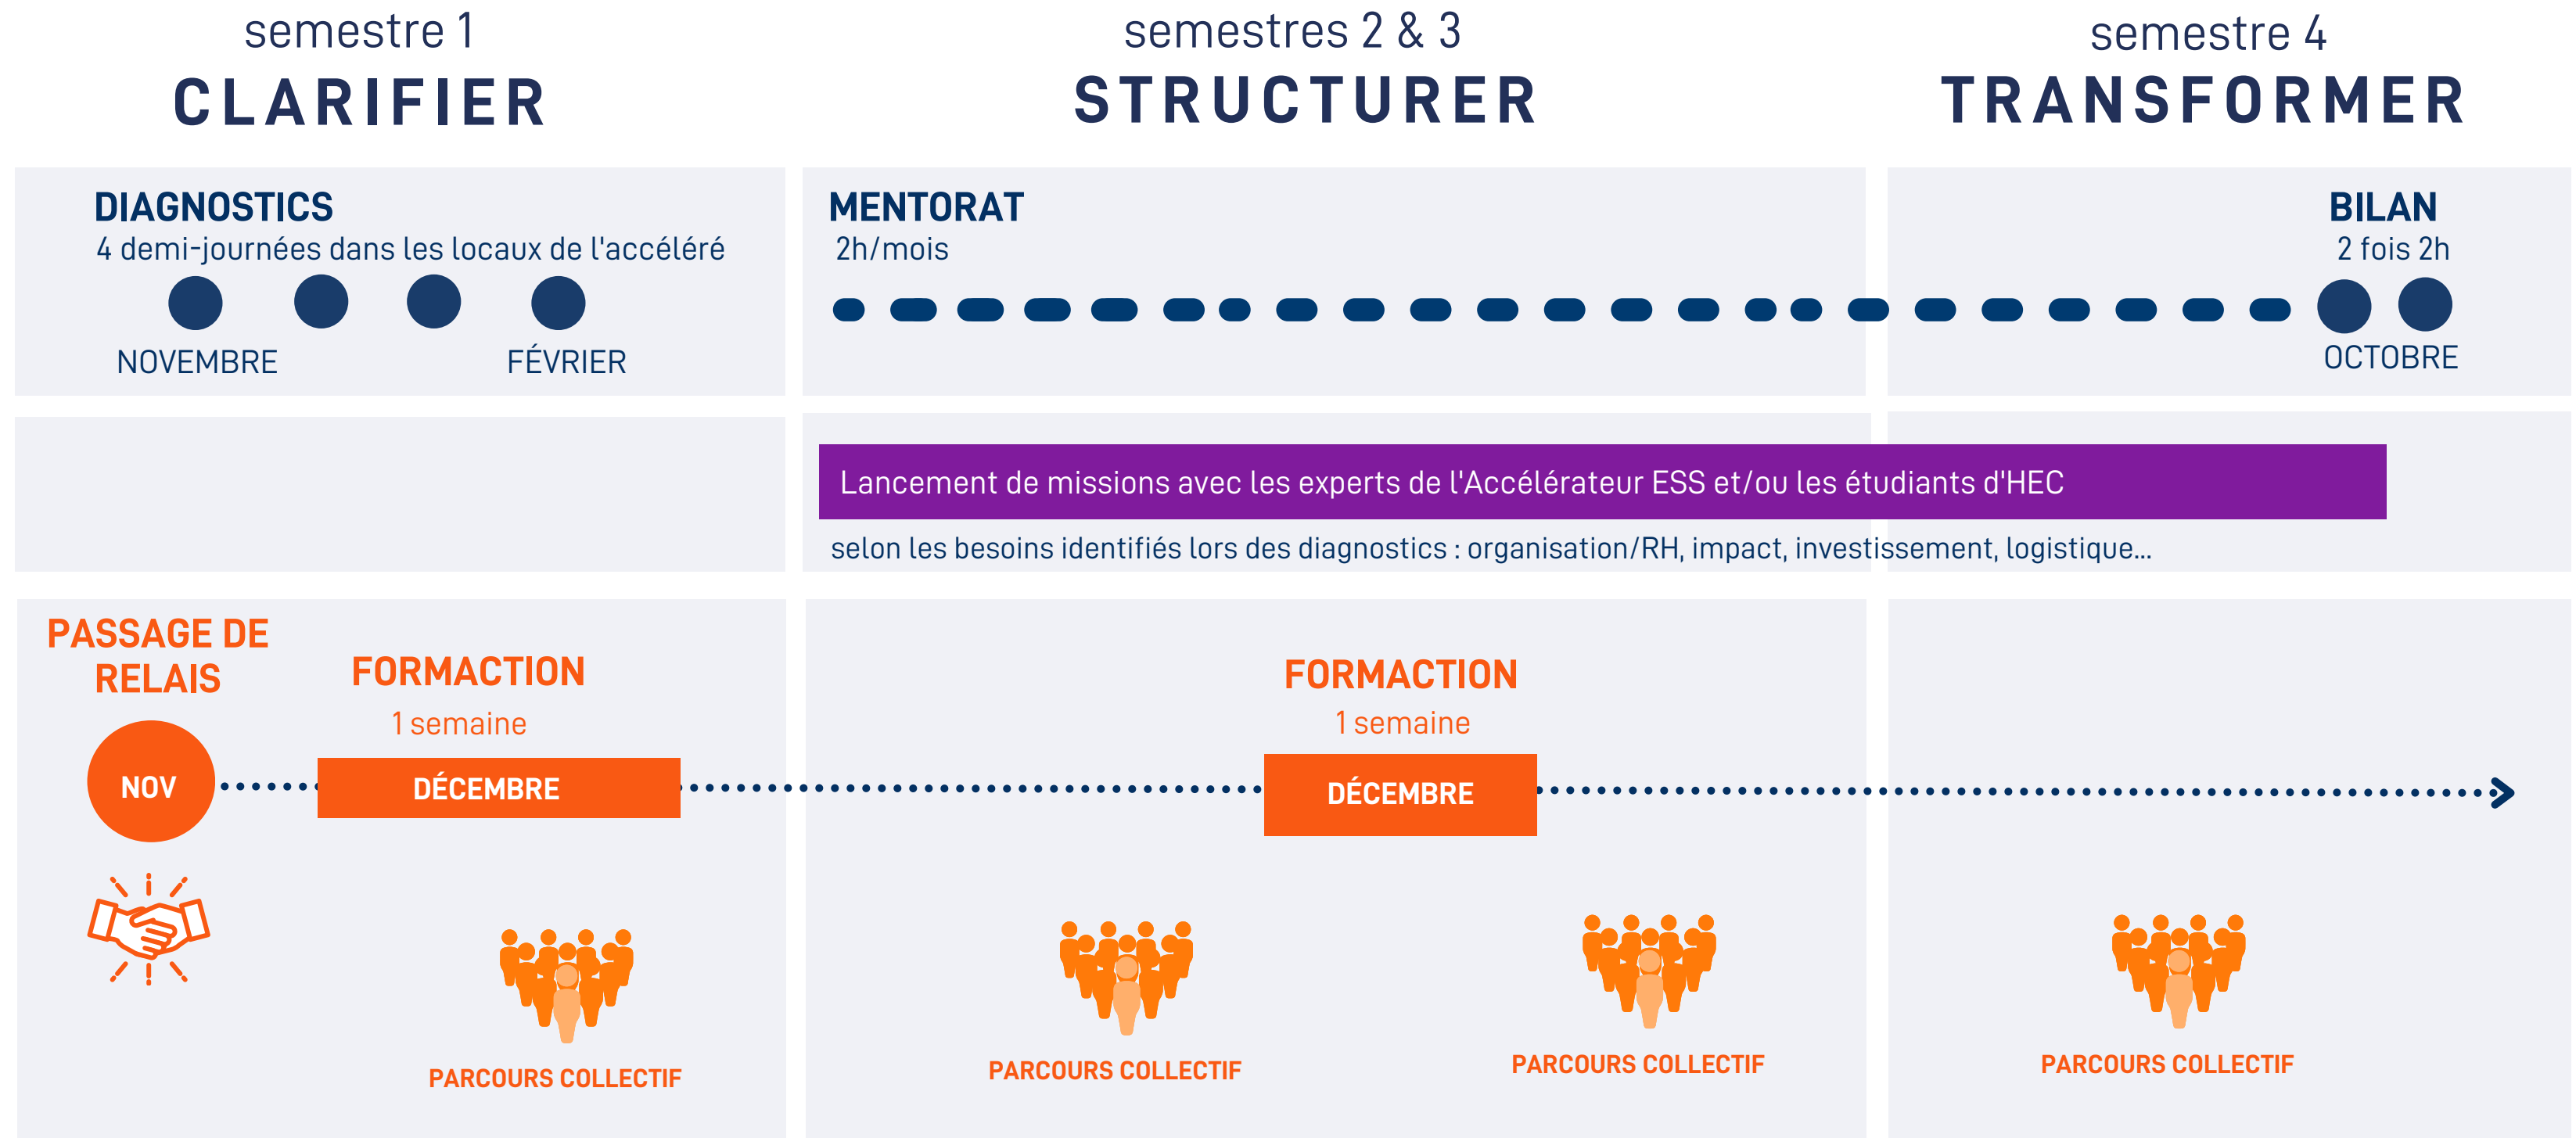 semestre 1
CLARIFIER
semestres 2 & 3
STRUCTURER
semestre 4
TRANSFORMER
DIAGNOSTICS
4 demi-journées dans les locaux de l'accéléré
NOVEMBRE
FÉVRIER
MENTORAT
2h/mois
BILAN
2 fois 2h
OCTOBRE
Lancement de missions avec les experts de l'Accélérateur ESS et/ou les étudiants d'HEC
selon les besoins identifiés lors des diagnostics : organisation/RH, impact, investissement, logistique...
PASSAGE DE
RELAIS
NOV
FORMACTION
1 semaine
DÉCEMBRE
PARCOURS COLLECTIF
FORMACTION
1 semaine
DÉCEMBRE
PARCOURS COLLECTIF
PARCOURS COLLECTIF
PARCOURS COLLECTIF